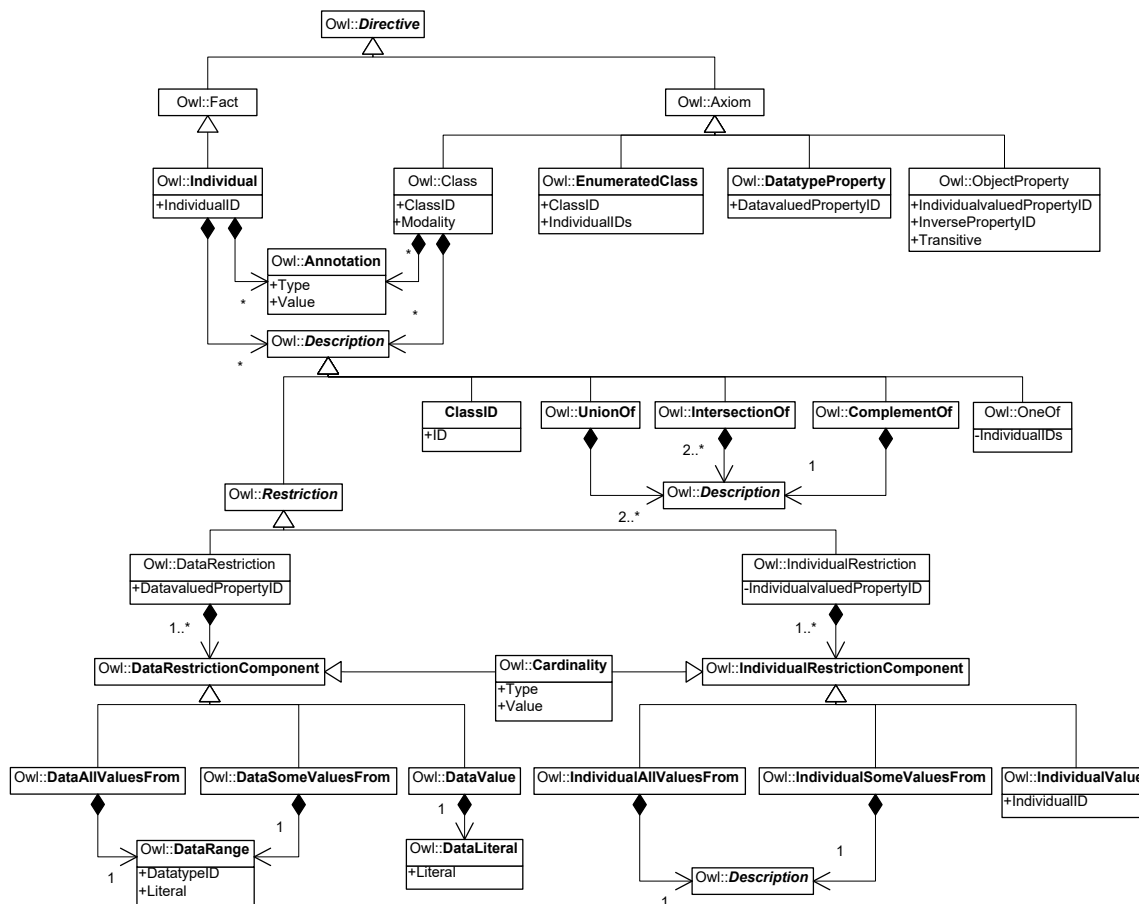 Owl::Directive
Owl::Fact
Owl::Axiom
Owl::Individual
+IndividualID
Owl::Class
+ClassID
+Modality
Owl::EnumeratedClass
+ClassID
+IndividualIDs
Owl::DatatypeProperty
+DatavaluedPropertyID
Owl::ObjectProperty
+IndividualvaluedPropertyID
+InversePropertyID
+Transitive
Owl::Annotation
+Type
+Value
*
*
*
*
Owl::Description
ClassID
+ID
Owl::UnionOf
Owl::IntersectionOf
Owl::ComplementOf
Owl::OneOf
-IndividualIDs
2..*
1
Owl::Description
2..*
Owl::Restriction
Owl::DataRestriction
+DatavaluedPropertyID
Owl::IndividualRestriction
-IndividualvaluedPropertyID
1..*
1..*
Owl::DataRestrictionComponent
Owl::Cardinality
+Type
+Value
Owl::IndividualRestrictionComponent
Owl::DataAllValuesFrom
Owl::DataSomeValuesFrom
Owl::DataValue
Owl::IndividualAllValuesFrom
Owl::IndividualSomeValuesFrom
Owl::IndividualValue
+IndividualID
1
1
Owl::DataRange
+DatatypeID
+Literal
1
Owl::DataLiteral
+Literal
1
Owl::Description
1